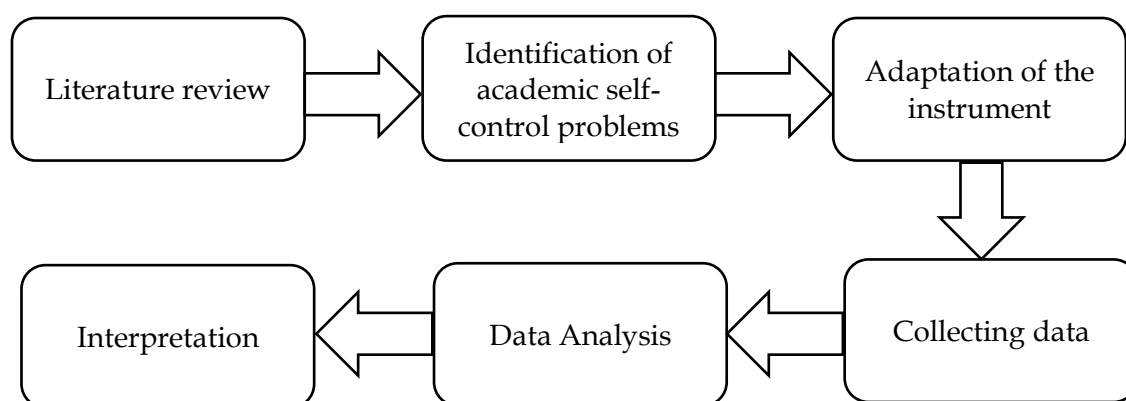 Literature review
Identification of
academic self-
control problems
Adaptation of the
instrument
Collecting data
Data Analysis
Interpretation